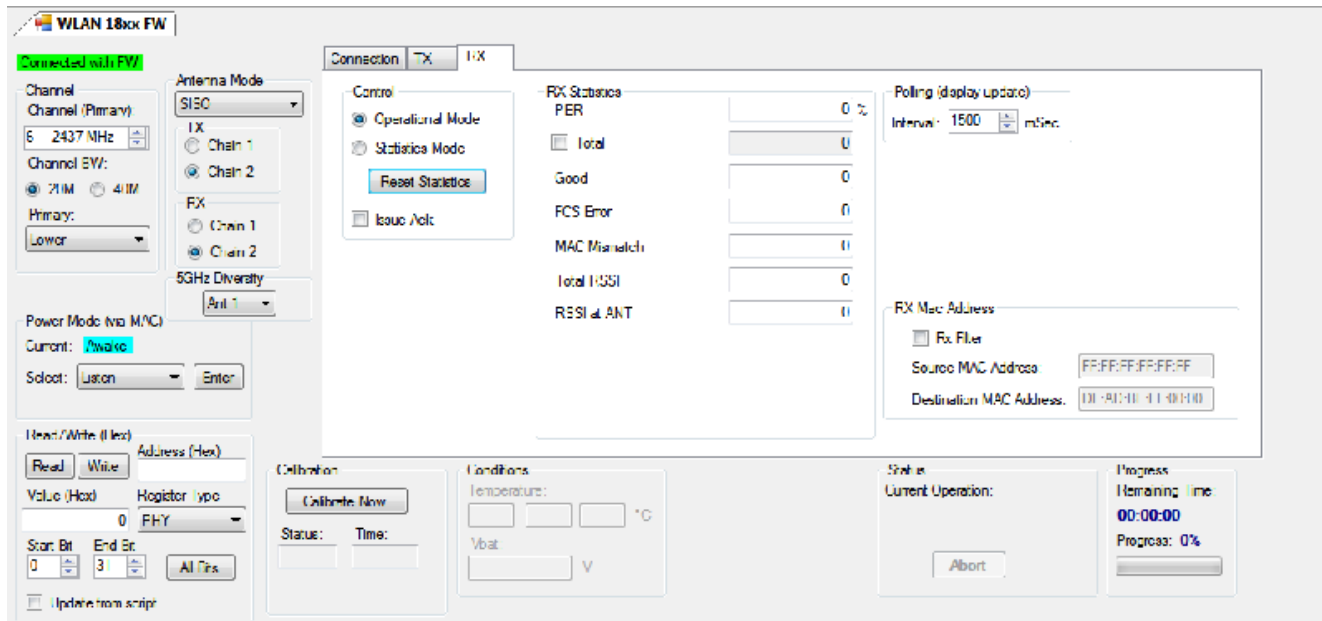 WLAN 18xx FW
Connected with FW
Connection TX RX
Channel
Channel (Primary)
6 2437 MHz
Channel BW:
20M 40M
Primary:
Lower
Antenna Mode
SISO
TX
Chain 1
Chain 2
RX
Chain 1
Chain 2
5GHz Diversity
Ant 1
Control
Operational Mode
Statistics Mode
Reset Statistics
Issue Ack
RX Statistics
PER 0 %
Total 0
Good 0
FCS Error 0
MAC Mismatch 0
Total RSSI 0
RSSI at ANT 0
Polling (display update)
Interval: 1500 mSec
RX Mac Address
Rx Filter
Source MAC Address: FF:FF:FF:FF:FF:FF
Destination MAC Address:
Power Mode (via MAC)
Current: Awake
Select: Listen Enter
Read/Write (Hex)
Address (Hex)
Read Write
Value (Hex) Register Type
0 PHY
Start Bit End Bit
0 31 All Bits
Update from script
Calibration
Calibrate Now
Status: Time:
Conditions
Temperature:
°C
Vbat
V
Status
Current Operation:
Abort
Progress
Remaining Time:
00:00:00
Progress: 0%